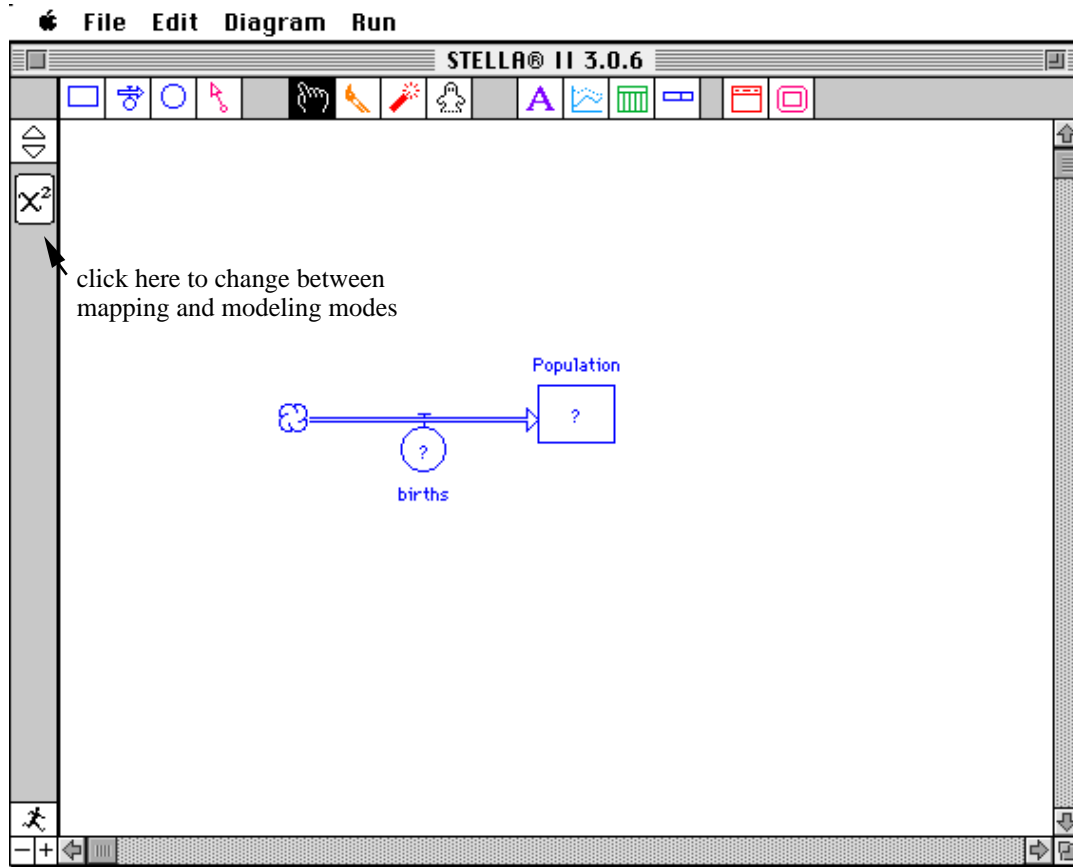 File Edit Diagram Run
STELLA® II 3.0.6
A
X²
click here to change between
mapping and modeling modes
Population
?
?
births
− +